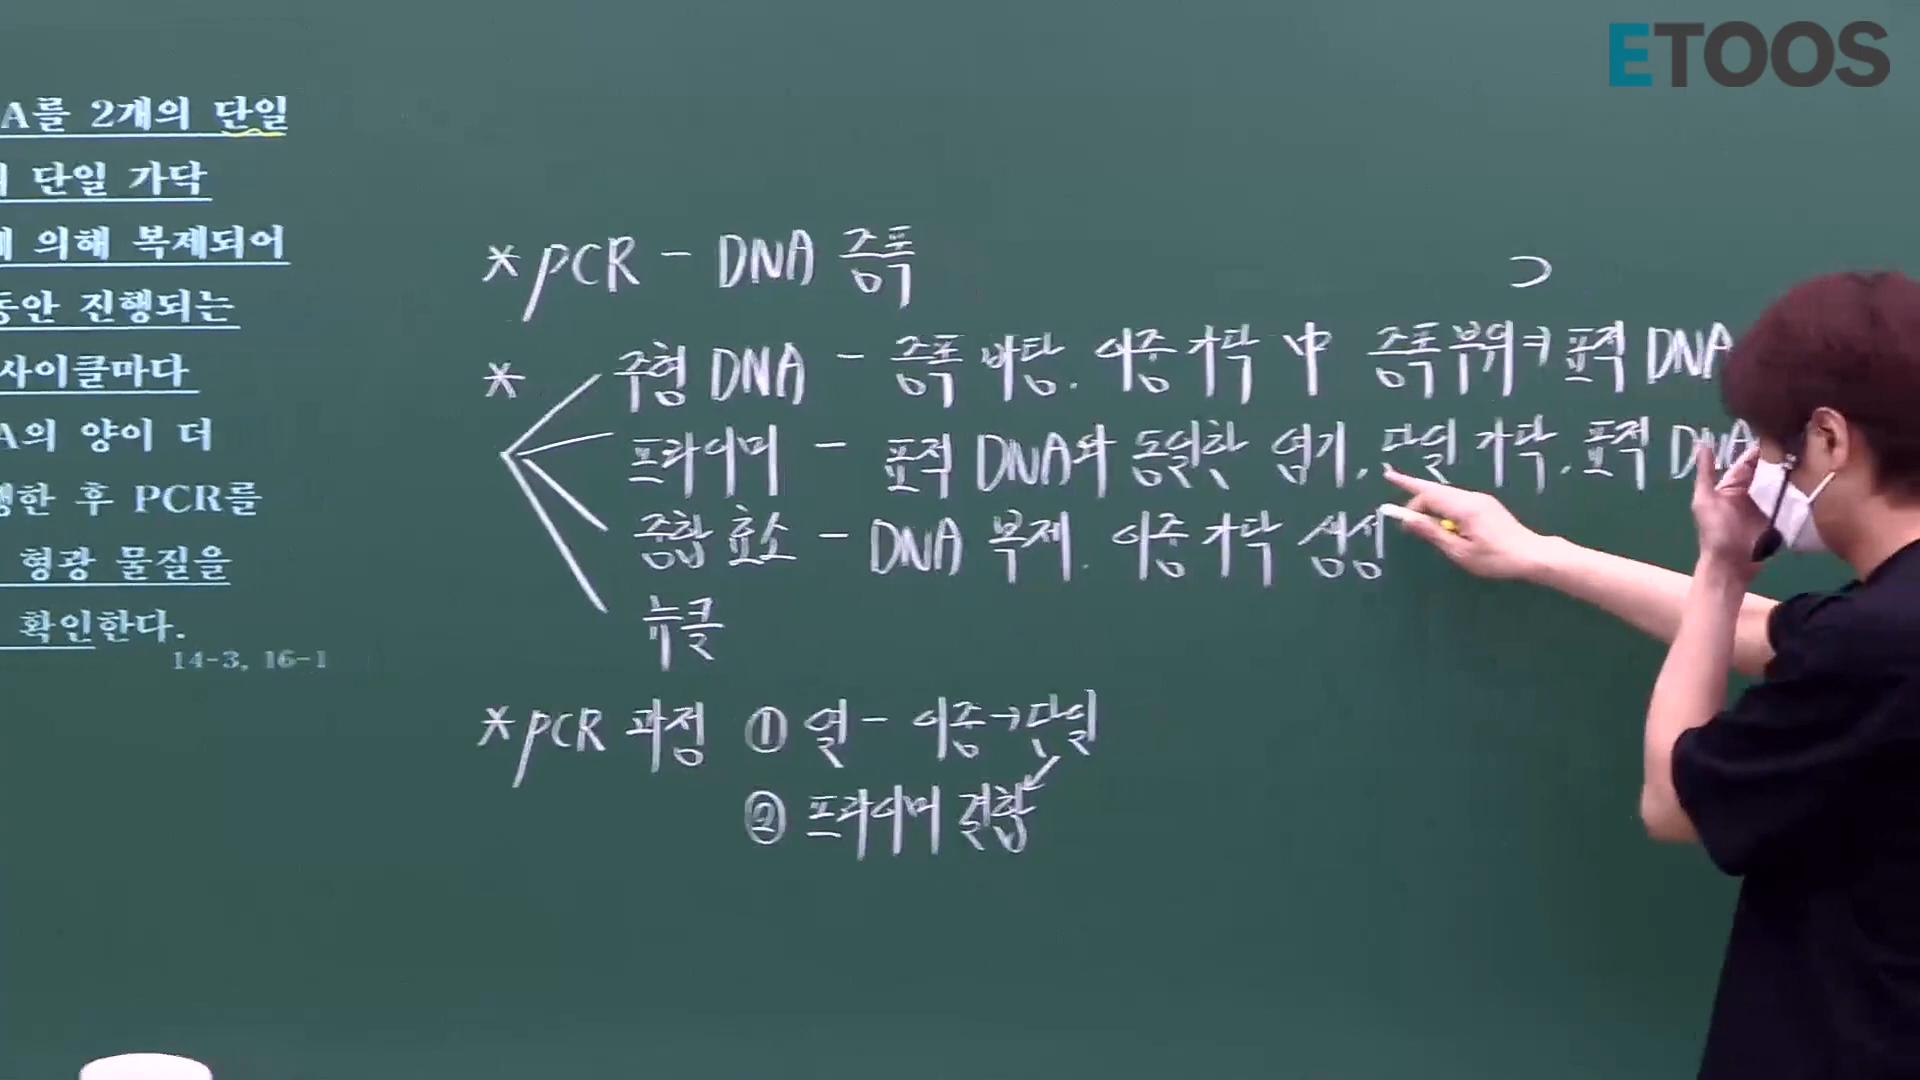 ETOOS
A를 2개의 단일
단일 가닥
의해 복제되어
동안 진행되는
사이클마다
A의 양이 더
행한 후 PCR를
형광 물질을
확인한다.
14-3, 16-1
* PCR - DNA 증폭
* 주형 DNA - 증폭 바탕. 이중 가닥 中 증폭 부위 표적 DNA
프라이머 - 표적 DNA와 동일한 염기, 단일 가닥. 표적 DNA
중합 효소 - DNA 복제. 이중 가닥 생성
뉴클
* PCR 과정 ① 열 - 이중→단일
② 프라이머 결합